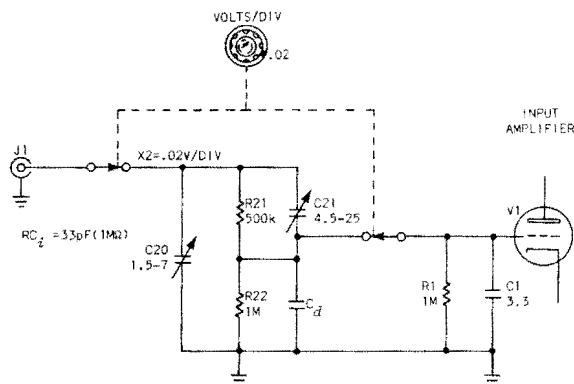 VOLTS/DIV
.02
INPUT
AMPLIFIER
J1
X2=.02V/DIV
V1
R21
500k
C21
4.5-25
RCi =33pF(1MΩ)
C20
1.5-7
R22
1M
Cd
R1
1M
C1
3.3